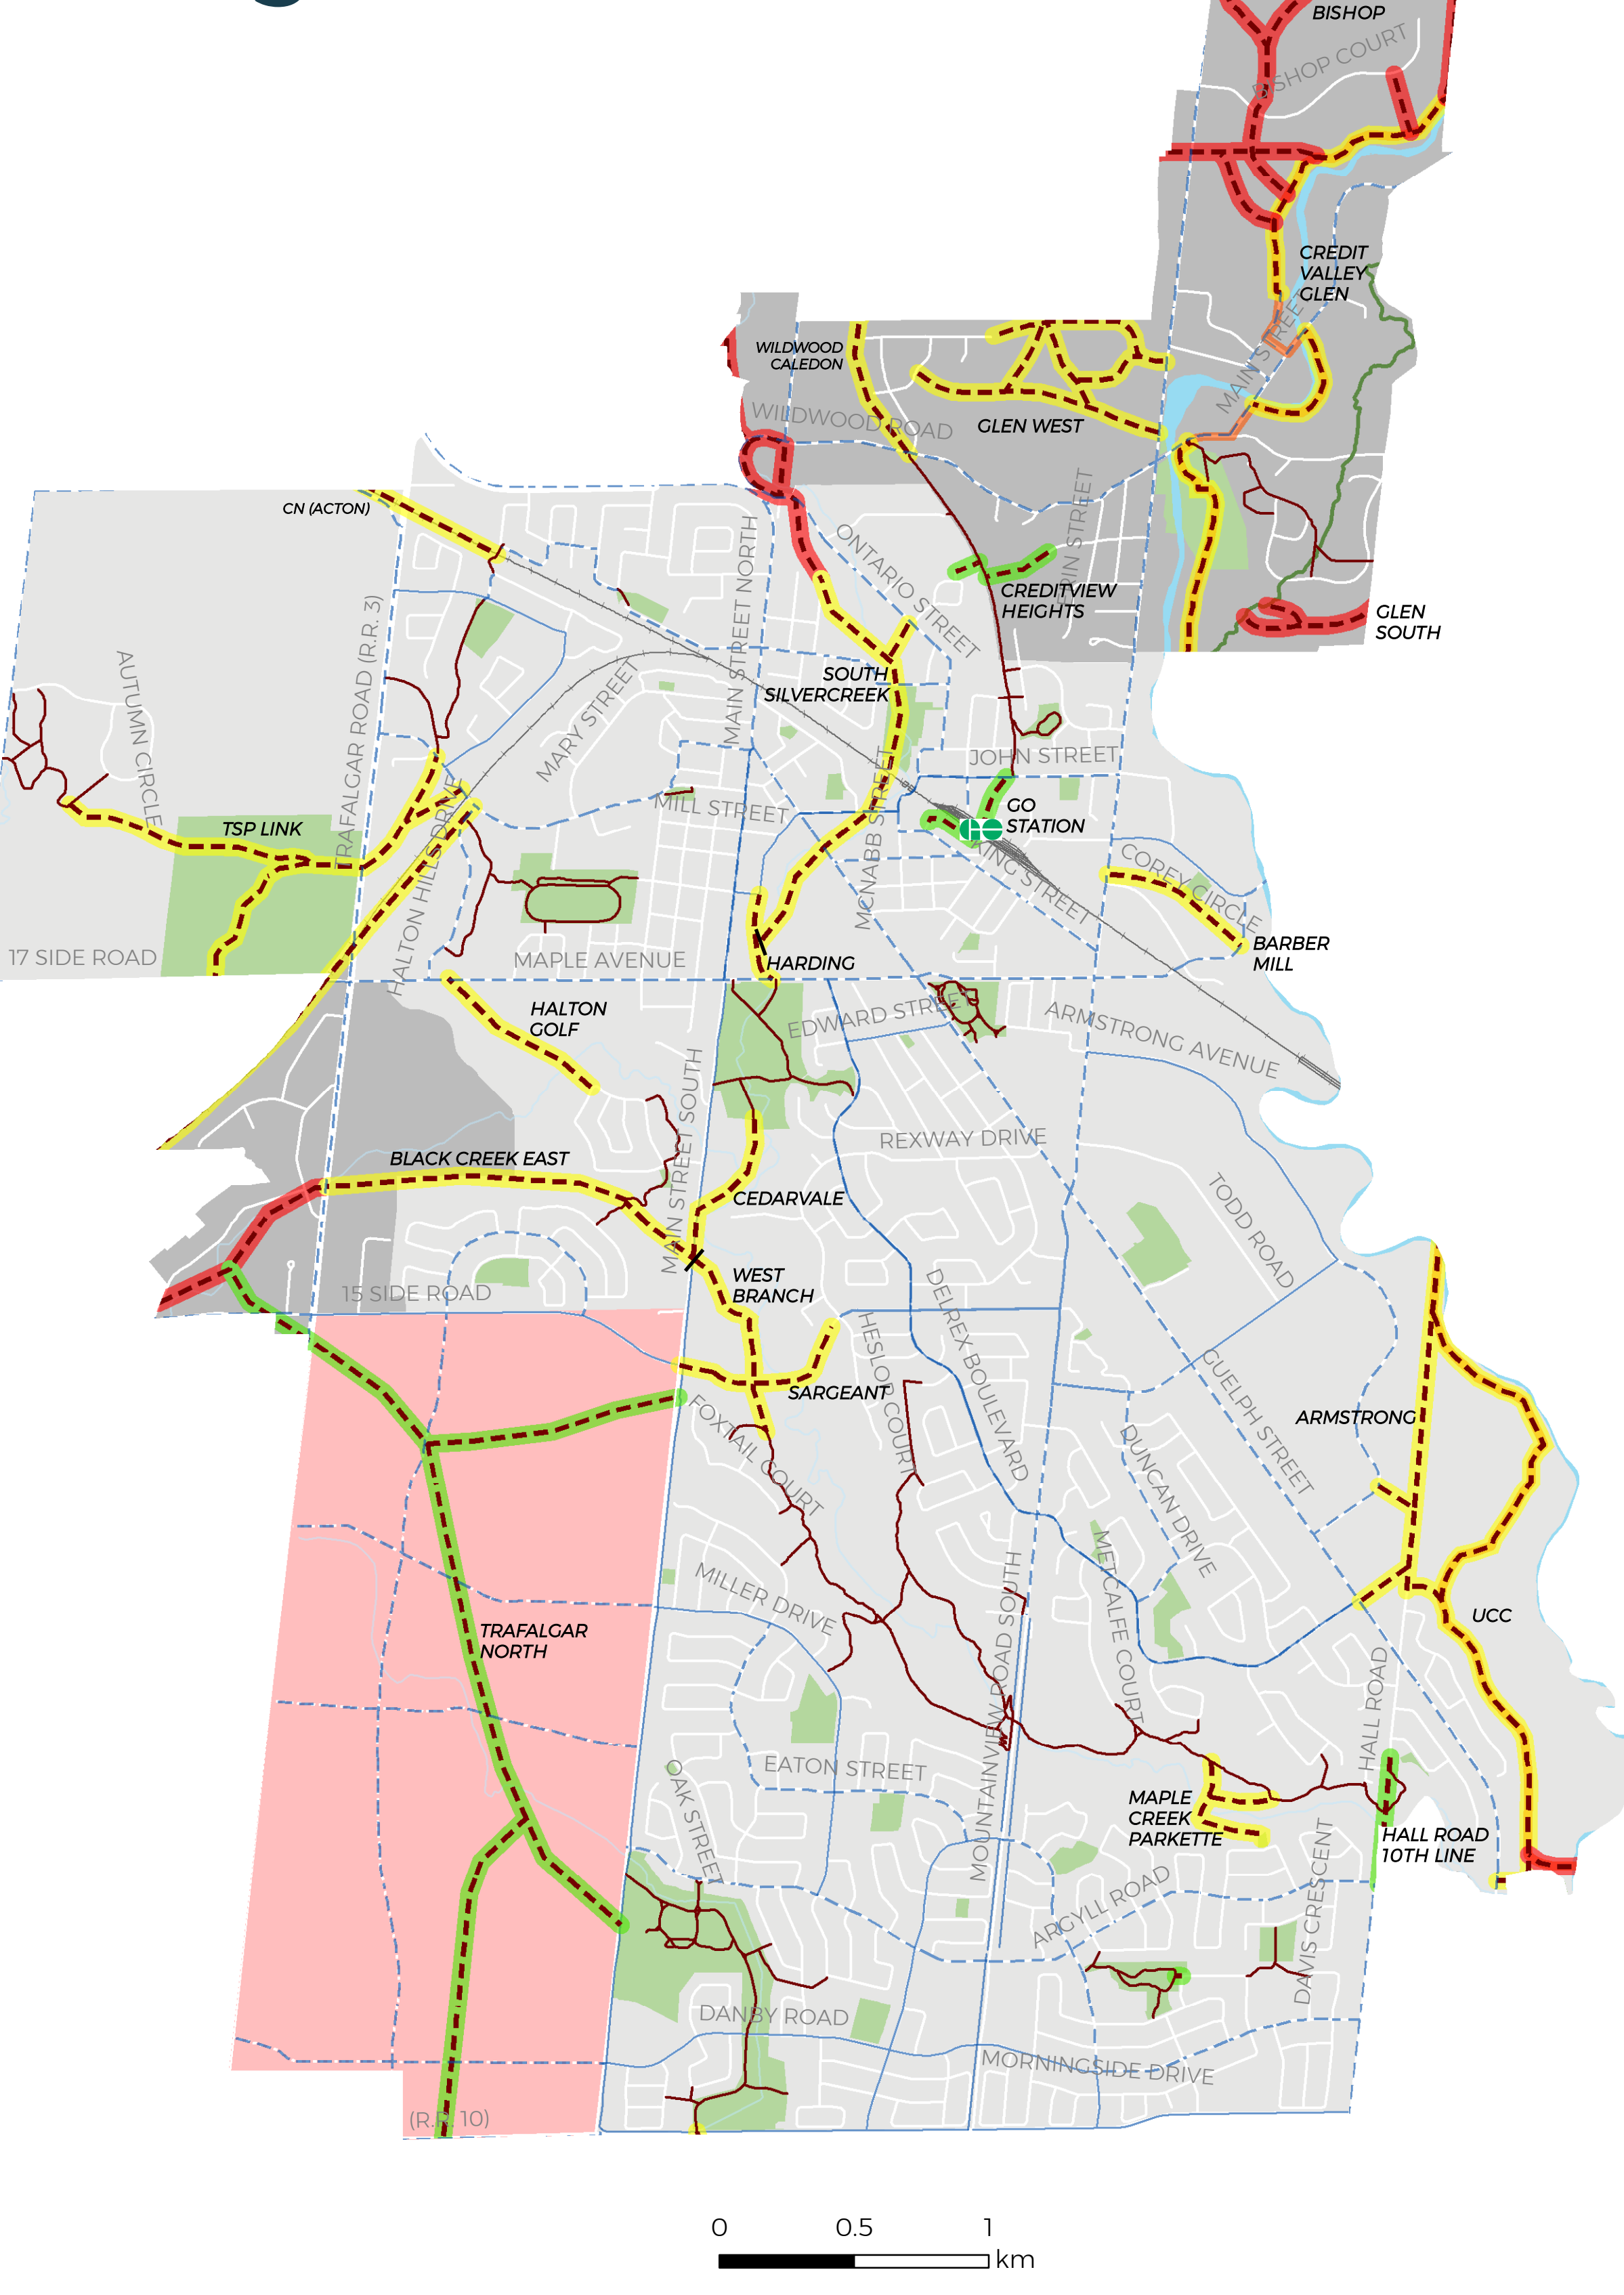 BISHOP
BISHOP COURT
CREDIT
VALLEY
GLEN
MAIN STREET
WILDWOOD
CALEDON
WILDWOOD ROAD
GLEN WEST
CN (ACTON)
ONTARIO STREET
ERIN STREET
CREDITVIEW
HEIGHTS
GLEN
SOUTH
MAIN STREET NORTH
SOUTH
SILVERCREEK
AUTUMN CIRCLE
TRAFALGAR ROAD (R.R. 3)
MARY STREET
JOHN STREET
MILL STREET
GO
GO
STATION
TSP LINK
HALTON HILLS DRIVE
MCNABB STREET
KING STREET
COREY CIRCLE
BARBER
MILL
17 SIDE ROAD
MAPLE AVENUE
HARDING
HALTON
GOLF
EDWARD STREET
ARMSTRONG AVENUE
MAIN STREET SOUTH
REXWAY DRIVE
BLACK CREEK EAST
CEDARVALE
TODD ROAD
15 SIDE ROAD
WEST
BRANCH
DELREX BOULEVARD
HESLOP COURT
SARGEANT
GUELPH STREET
ARMSTRONG
FOXTAIL COURT
DUNCAN DRIVE
METCALFE COURT
MILLER DRIVE
UCC
TRAFALGAR
NORTH
MOUNTAINVIEW ROAD SOUTH
HALL ROAD
EATON STREET
OAK STREET
MAPLE
CREEK
PARKETTE
HALL ROAD
10TH LINE
ARGYLL ROAD
DAVIS CRESCENT
DANBY ROAD
MORNINGSIDE DRIVE
(R.R. 10)
0 0.5 1
km